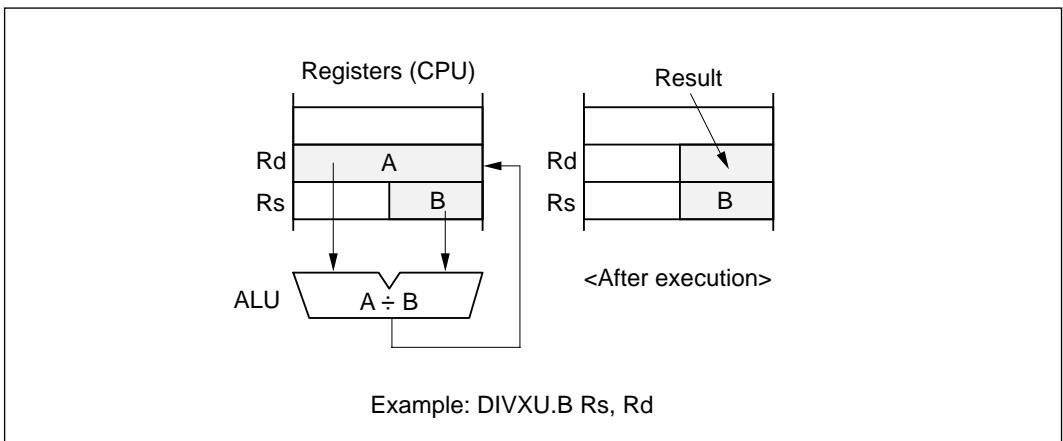 Registers (CPU)
Result
Rd
A
Rd
Rs
B
Rs
B
<After execution>
ALU
A ÷ B
Example: DIVXU.B Rs, Rd